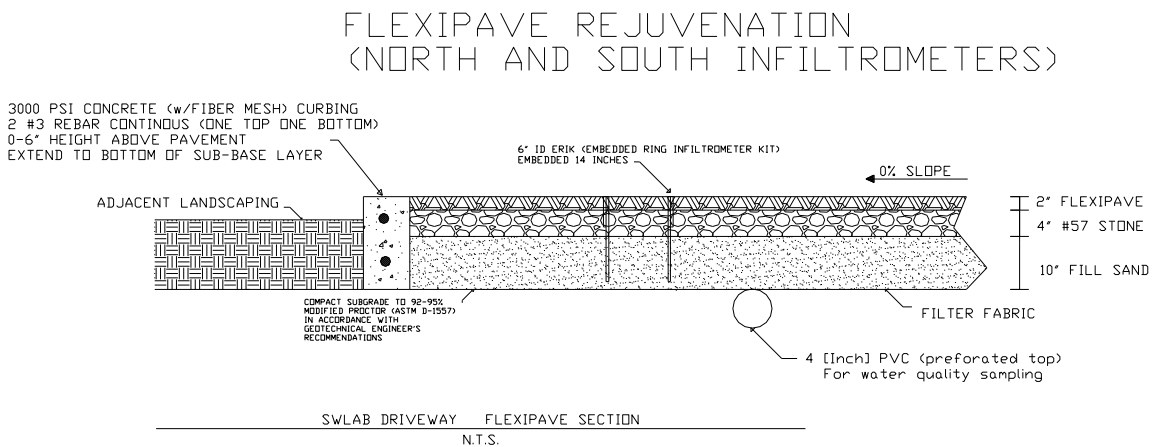 FLEXIPAVE REJUVENATION
(NORTH AND SOUTH INFILTROMETERS)
3000 PSI CONCRETE (w/FIBER MESH) CURBING
2 #3 REBAR CONTINOUS (ONE TOP ONE BOTTOM)
0-6" HEIGHT ABOVE PAVEMENT
EXTEND TO BOTTOM OF SUB-BASE LAYER
6" ID ERIK (EMBEDDED RING INFILTROMETER KIT)
EMBEDDED 14 INCHES
0% SLOPE
ADJACENT LANDSCAPING
2" FLEXIPAVE
4" #57 STONE
10" FILL SAND
COMPACT SUBGRADE TO 92-95%
MODIFIED PROCTOR (ASTM D-1557)
IN ACCORDANCE WITH
GEOTECHNICAL ENGINEER'S
RECOMMENDATIONS
FILTER FABRIC
4 [Inch] PVC (preforated top)
For water quality sampling
SWLAB DRIVEWAY FLEXIPAVE SECTION
N.T.S.